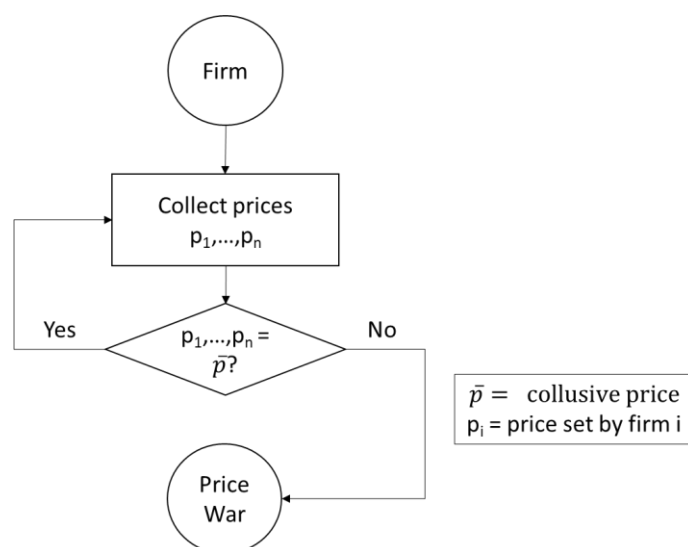 Firm
Collect prices
p₁,...,pₙ
Yes
p₁,...,pₙ =
p̄?
No
p̄ = collusive price
pᵢ = price set by firm i
Price
War